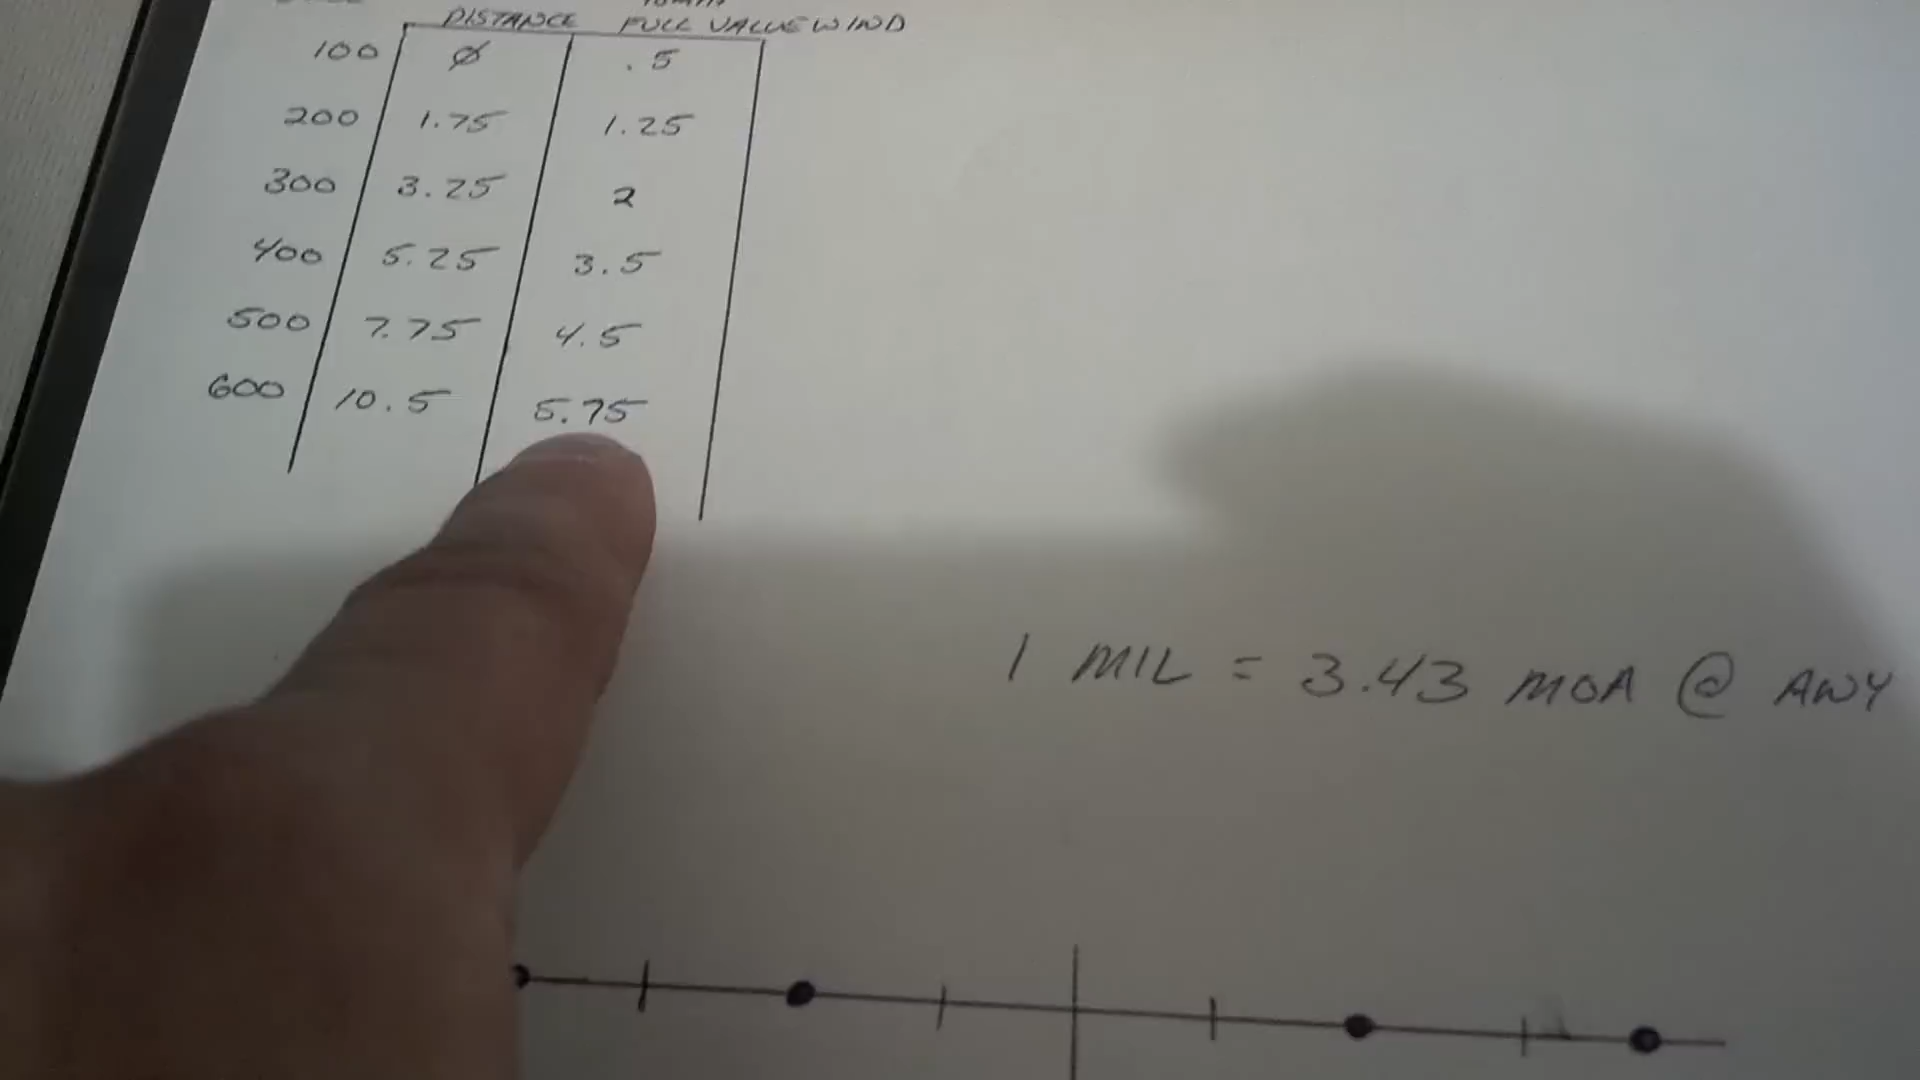 DISTANCE FULL VALUE WIND
100 Ø .5
200 1.75 1.25
300 3.25 2
400 5.25 3.5
500 7.75 4.5
600 10.5 5.75
1 MIL = 3.43 MOA @ ANY